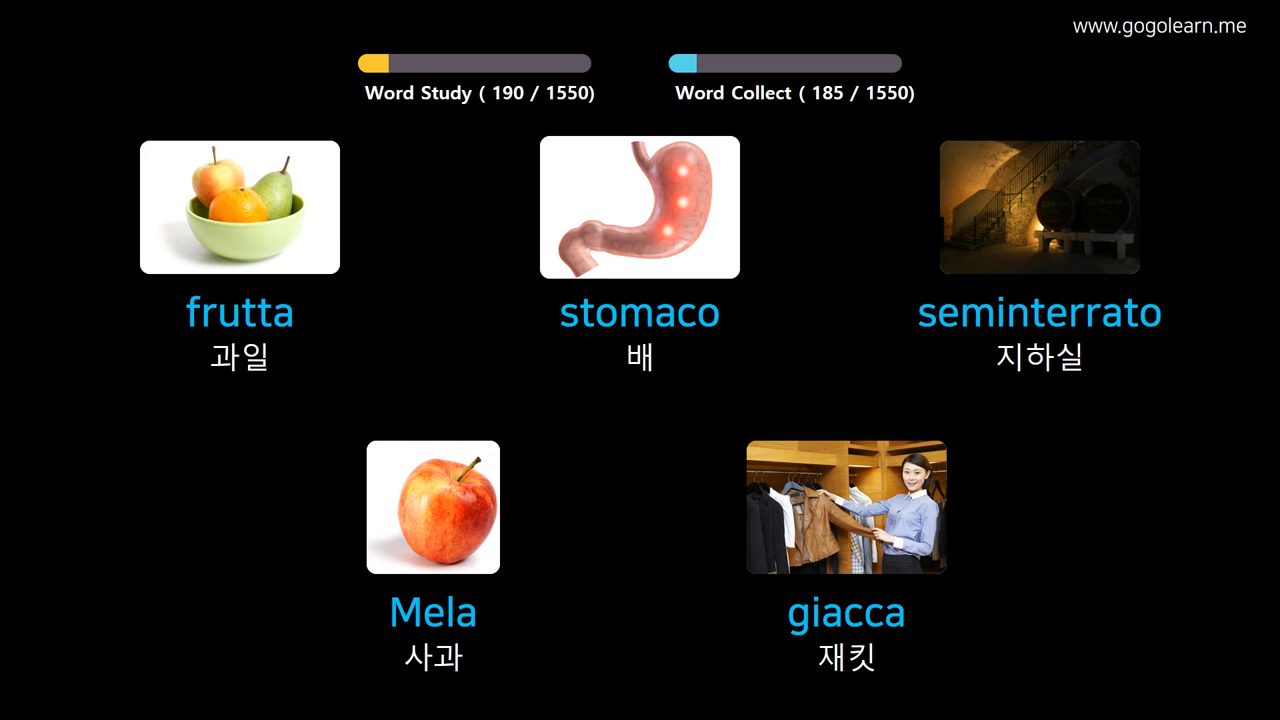 www.gogolearn.me
Word Study ( 190 / 1550)
Word Collect ( 185 / 1550)
frutta
과일
stomaco
배
seminterrato
지하실
Mela
사과
giacca
재킷